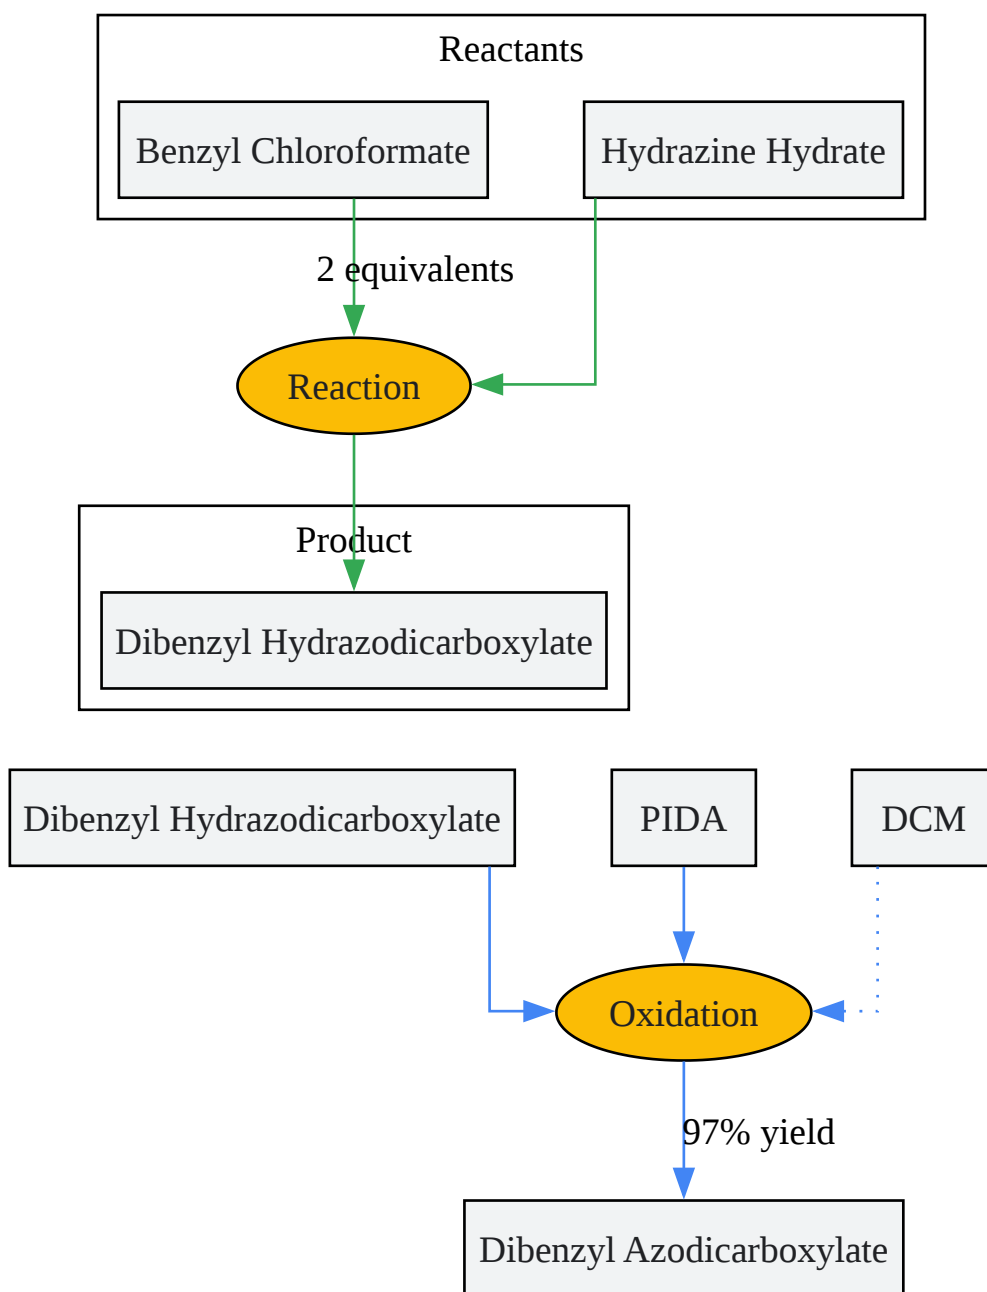 Reactants
Benzyl Chloroformate
Hydrazine Hydrate
2 equivalents
Reaction
Product
Dibenzyl Hydrazodicarboxylate
Dibenzyl Hydrazodicarboxylate
PIDA
DCM
Oxidation
97% yield
Dibenzyl Azodicarboxylate